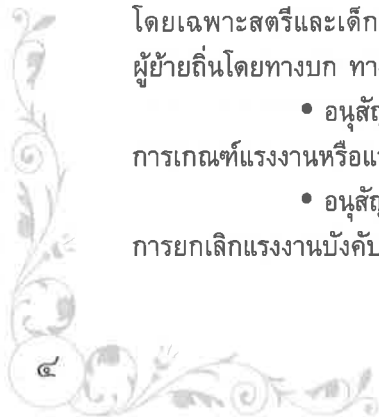 โดยเฉพาะสตรีและเด็ก
ผู้ย้ายถิ่นโดยทางบก
• อนุสัญ
การเกณฑ์แรงงานหรือแร
• อนุสัญ
การยกเลิกแรงงานบังคับ
๔